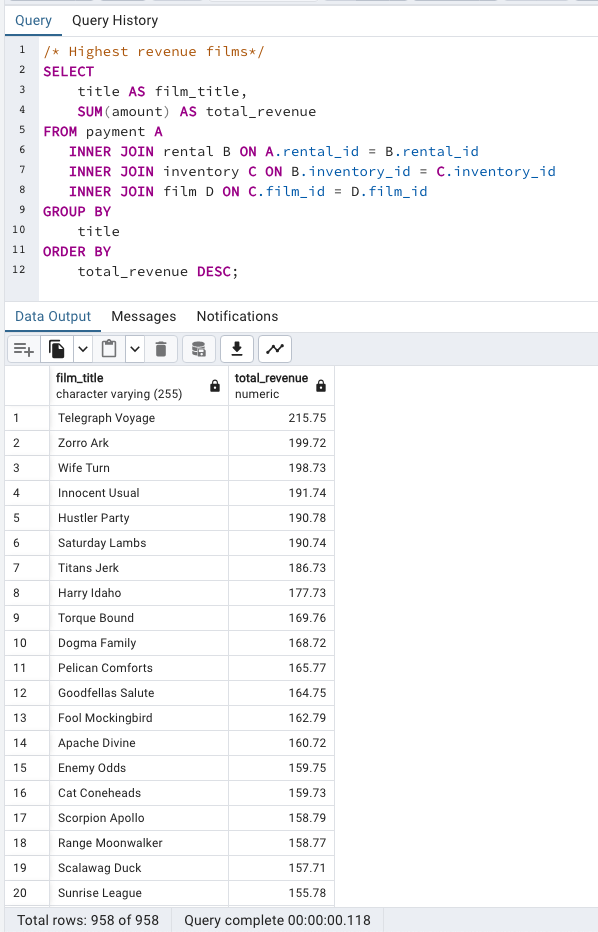 Query Query History
1 /* Highest revenue films*/
2 SELECT
3 title AS film_title,
4 SUM(amount) AS total_revenue
5 FROM payment A
6 INNER JOIN rental B ON A.rental_id = B.rental_id
7 INNER JOIN inventory C ON B.inventory_id = C.inventory_id
8 INNER JOIN film D ON C.film_id = D.film_id
9 GROUP BY
10 title
11 ORDER BY
12 total_revenue DESC;
Data Output Messages Notifications
film_title total_revenue
character varying (255) numeric
1 Telegraph Voyage 215.75
2 Zorro Ark 199.72
3 Wife Turn 198.73
4 Innocent Usual 191.74
5 Hustler Party 190.78
6 Saturday Lambs 190.74
7 Titans Jerk 186.73
8 Harry Idaho 177.73
9 Torque Bound 169.76
10 Dogma Family 168.72
11 Pelican Comforts 165.77
12 Goodfellas Salute 164.75
13 Fool Mockingbird 162.79
14 Apache Divine 160.72
15 Enemy Odds 159.75
16 Cat Coneheads 159.73
17 Scorpion Apollo 158.79
18 Range Moonwalker 158.77
19 Scalawag Duck 157.71
20 Sunrise League 155.78
Total rows: 958 of 958 Query complete 00:00:00.118